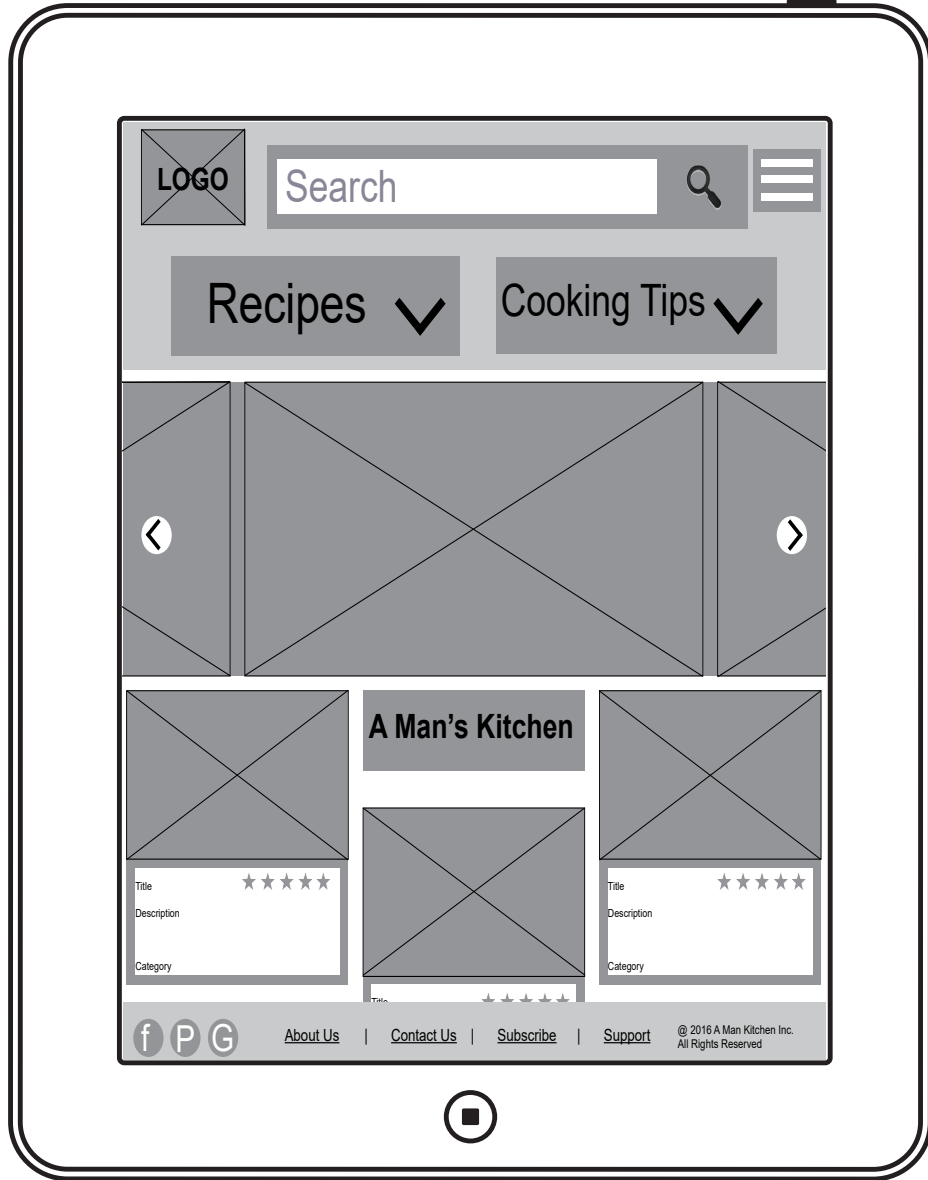 LOGO
Search
Recipes
Cooking Tips
A Man's Kitchen
Title
Description
Category
Title
Title
Description
Category
f P G
About Us | Contact Us | Subscribe | Support
@ 2016 A Man Kitchen Inc.
All Rights Reserved